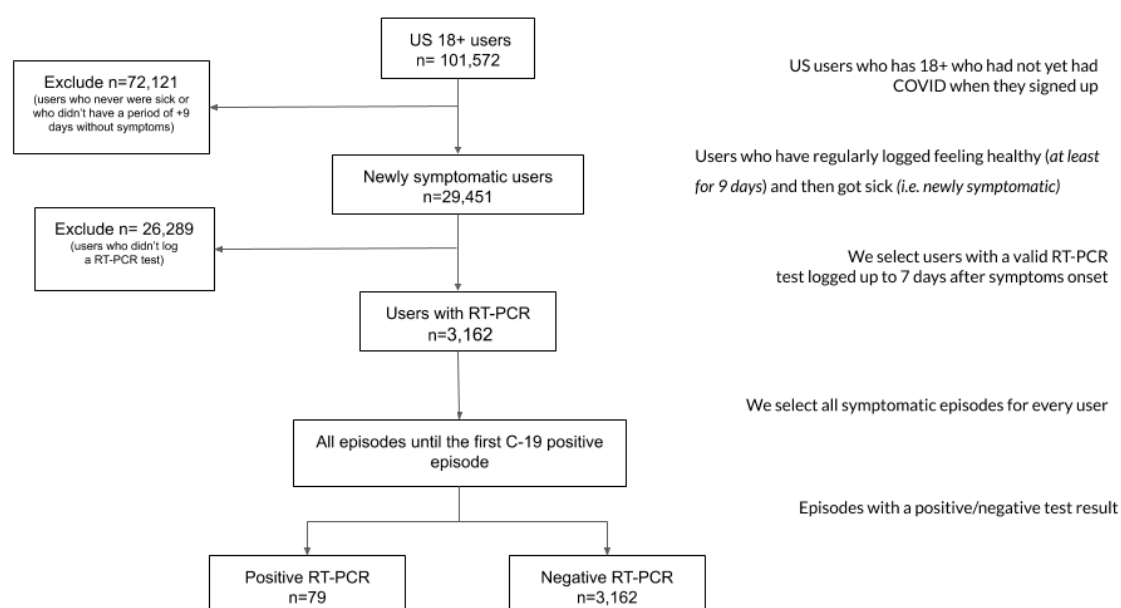 US 18+ users
n= 101,572
US users who has 18+ who had not yet had
COVID when they signed up
Exclude n=72,121
(users who never were sick or
who didn't have a period of +9
days without symptoms)
Users who have regularly logged feeling healthy (at least
for 9 days) and then got sick (i.e. newly symptomatic)
Newly symptomatic users
n=29,451
Exclude n= 26,289
(users who didn't log
a RT-PCR test)
We select users with a valid RT-PCR
test logged up to 7 days after symptoms onset
Users with RT-PCR
n=3,162
We select all symptomatic episodes for every user
All episodes until the first C-19 positive
episode
Episodes with a positive/negative test result
Positive RT-PCR
n=79
Negative RT-PCR
n=3,162